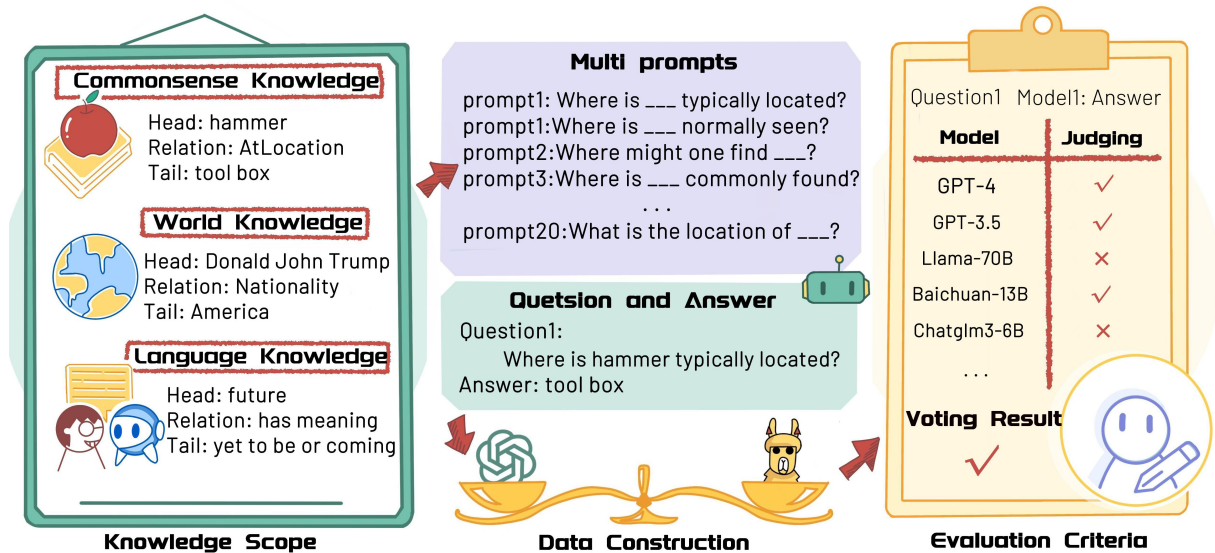 Commonsense Knowledge
Head: hammer
Relation: AtLocation
Tail: tool box
World Knowledge
Head: Donald John Trump
Relation: Nationality
Tail: America
Language Knowledge
Head: future
Relation: has meaning
Tail: yet to be or coming
Knowledge Scope
Multi prompts
prompt1: Where is ___ typically located?
prompt1:Where is ___ normally seen?
prompt2:Where might one find ___?
prompt3:Where is ___ commonly found?
...
prompt20:What is the location of ___?
Quetsion and Answer
Question1:
Where is hammer typically located?
Answer: tool box
Data Construction
Question1 Model1: Answer
Model Judging
GPT-4 ✓
GPT-3.5 ✓
Llama-70B ×
Baichuan-13B ✓
Chatglm3-6B ×
...
Voting Result
✓
Evaluation Criteria